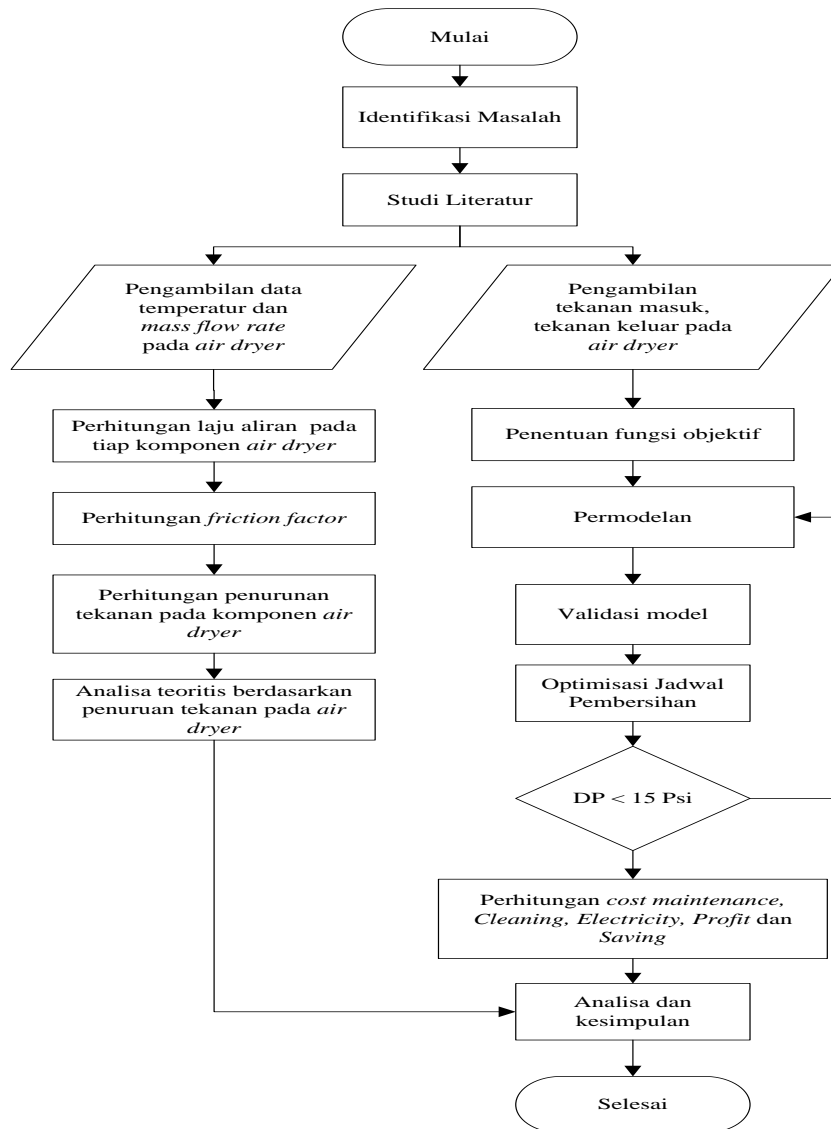 Mulai
Identifikasi Masalah
Studi Literatur
Pengambilan data
temperatur dan
mass flow rate
pada air dryer
Perhitungan laju aliran pada
tiap komponen air dryer
Perhitungan friction factor
Perhitungan penurunan
tekanan pada komponen air
dryer
Analisa teoritis berdasarkan
penuruan tekanan pada air
dryer
Pengambilan
tekanan masuk,
tekanan keluar pada
air dryer
Penentuan fungsi objektif
Permodelan
Validasi model
Optimisasi Jadwal
Pembersihan
DP < 15 Psi
Perhitungan cost maintenance,
Cleaning, Electricity, Profit dan
Saving
Analisa dan
kesimpulan
Selesai